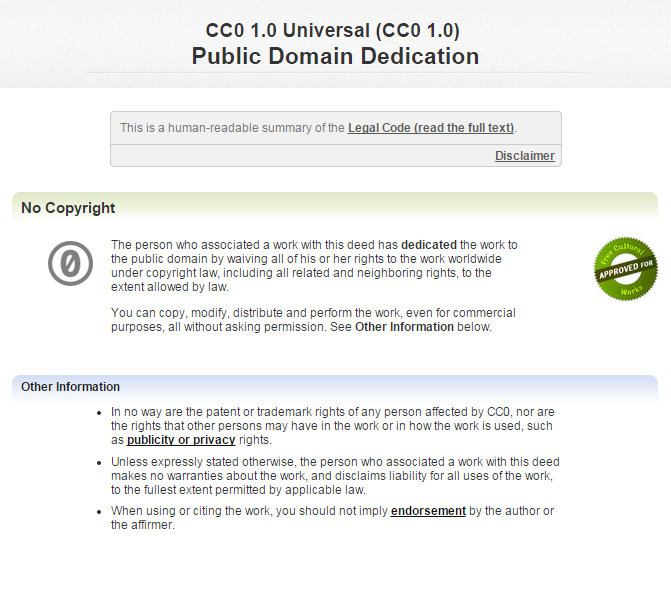 CC0 1.0 Universal (CC0 1.0)
Public Domain Dedication
This is a human-readable summary of the Legal Code (read the full text).
Disclaimer
No Copyright
The person who associated a work with this deed has dedicated the work to
the public domain by waiving all of his or her rights to the work worldwide
under copyright law, including all related and neighboring rights, to the
extent allowed by law.
You can copy, modify, distribute and perform the work, even for commercial
purposes, all without asking permission. See Other Information below.
0
Free Cultural
APPROVED FOR
Works
Other Information
• In no way are the patent or trademark rights of any person affected by CC0, nor are
the rights that other persons may have in the work or in how the work is used, such
as publicity or privacy rights.
• Unless expressly stated otherwise, the person who associated a work with this deed
makes no warranties about the work, and disclaims liability for all uses of the work,
to the fullest extent permitted by applicable law.
• When using or citing the work, you should not imply endorsement by the author or
the affirmer.